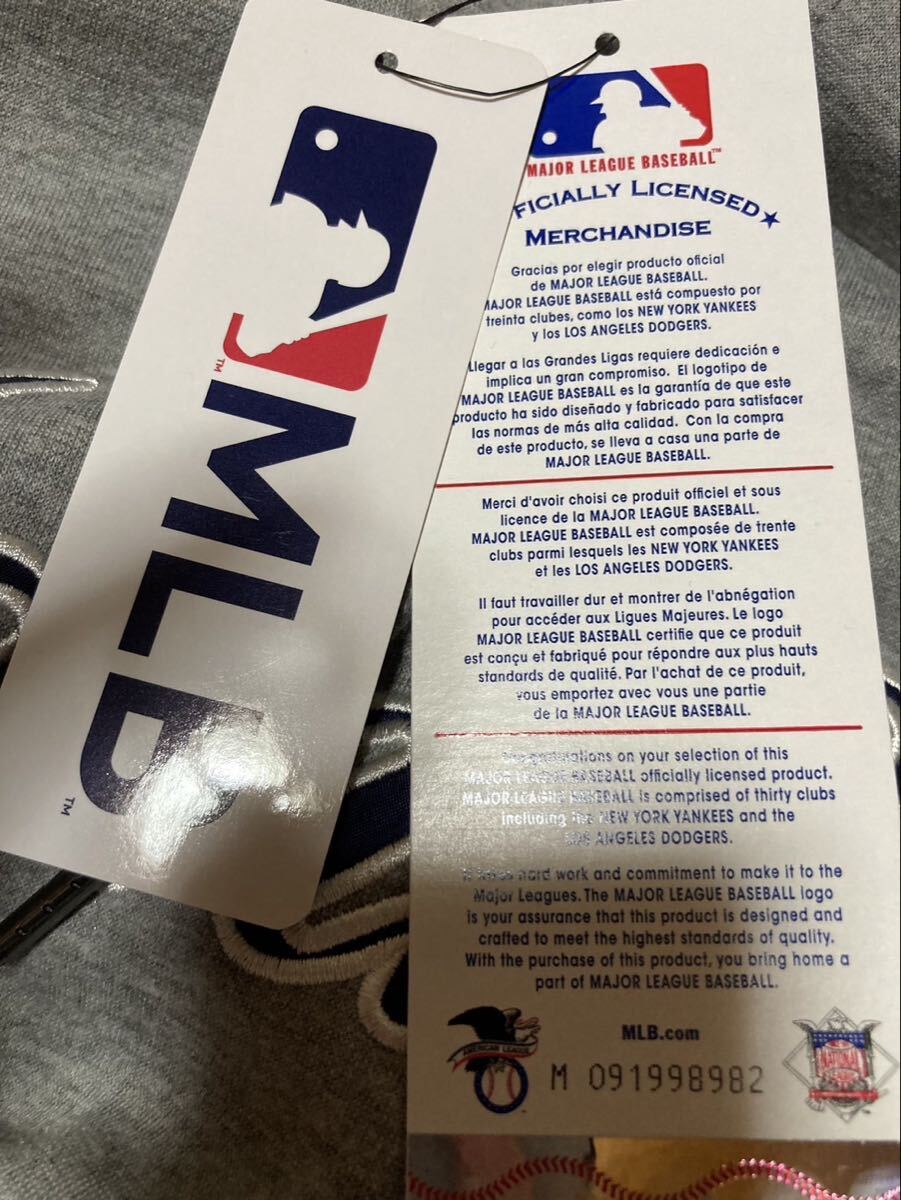 TM
MLB
TM
MAJOR LEAGUE BASEBALL™
FICIALLY LICENSED
MERCHANDISE
Gracias por elegir producto oficial
de MAJOR LEAGUE BASEBALL.
MAJOR LEAGUE BASEBALL está compuesto por
treinta clubes, como los NEW YORK YANKEES
y los LOS ANGELES DODGERS.
Llegar a las Grandes Ligas requiere dedicación e
implica un gran compromiso. El logotipo de
MAJOR LEAGUE BASEBALL es la garantía de que este
producto ha sido diseñado y fabricado para satisfacer
las normas de más alta calidad. Con la compra
de este producto, se lleva a casa una parte de
MAJOR LEAGUE BASEBALL.
Merci d'avoir choisi ce produit officiel et sous
licence de la MAJOR LEAGUE BASEBALL.
MAJOR LEAGUE BASEBALL est composée de trente
clubs parmi lesquels les NEW YORK YANKEES
et les LOS ANGELES DODGERS.
Il faut travailler dur et montrer de l'abnégation
pour accéder aux Ligues Majeures. Le logo
MAJOR LEAGUE BASEBALL certifie que ce produit
est conçu et fabriqué pour répondre aux plus hauts
standards de qualité. Par l'achat de ce produit,
vous emportez avec vous une partie
de la MAJOR LEAGUE BASEBALL.
on your selection of this
MAJOR LEAGUE BASEBALL officially licensed product.
MAJOR LEAGUE BASEBALL is comprised of thirty clubs
including the NEW YORK YANKEES and the
LOS ANGELES DODGERS.
hard work and commitment to make it to the
Major Leagues. The MAJOR LEAGUE BASEBALL logo
is your assurance that this product is designed and
crafted to meet the highest standards of quality.
With the purchase of this product, you bring home a
part of MAJOR LEAGUE BASEBALL.
MLB.com
AMERICAN LEAGUE
M 091998982
NATIONAL